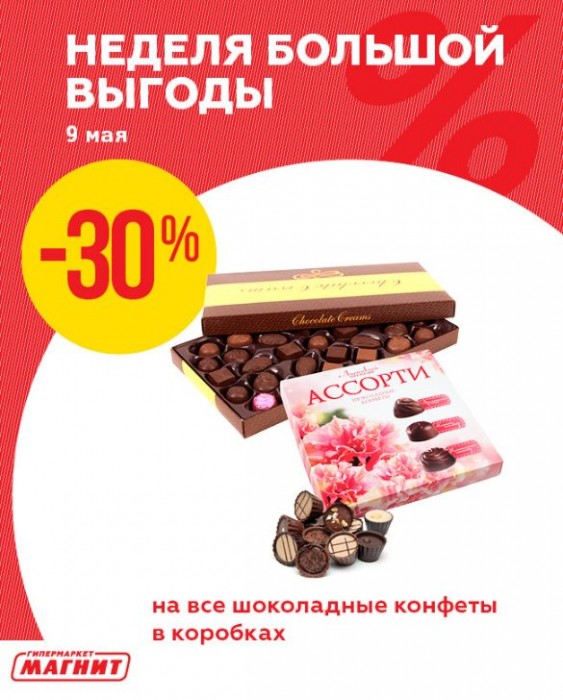 НЕДЕЛЯ БОЛЬШОЙ
ВЫГОДЫ
9 мая
-30%
Chocolate Creams
Chocolate Creams
АССОРТИ
на все шоколадные конфеты
в коробках
ГИПЕРМАРКЕТ
МАГНИТ